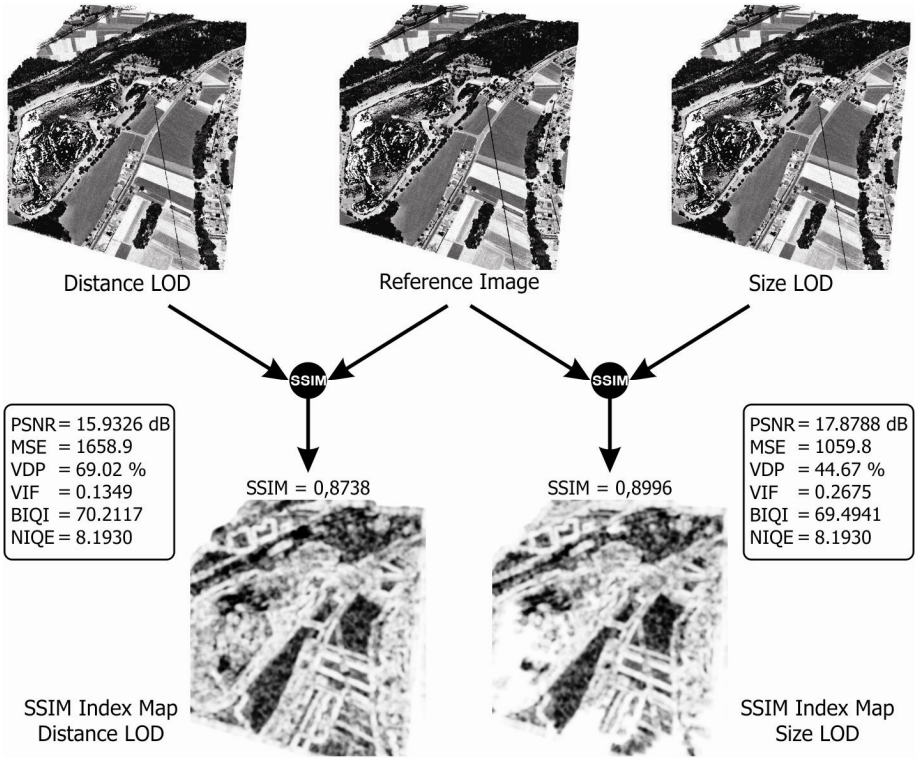 Distance LOD
Reference Image
Size LOD
SSIM
SSIM
PSNR = 15.9326 dB
MSE = 1658.9
VDP = 69.02 %
VIF = 0.1349
BIQI = 70.2117
NIQE = 8.1930
PSNR = 17.8788 dB
MSE = 1059.8
VDP = 44.67 %
VIF = 0.2675
BIQI = 69.4941
NIQE = 8.1930
SSIM = 0,8738
SSIM = 0,8996
SSIM Index Map
Distance LOD
SSIM Index Map
Size LOD